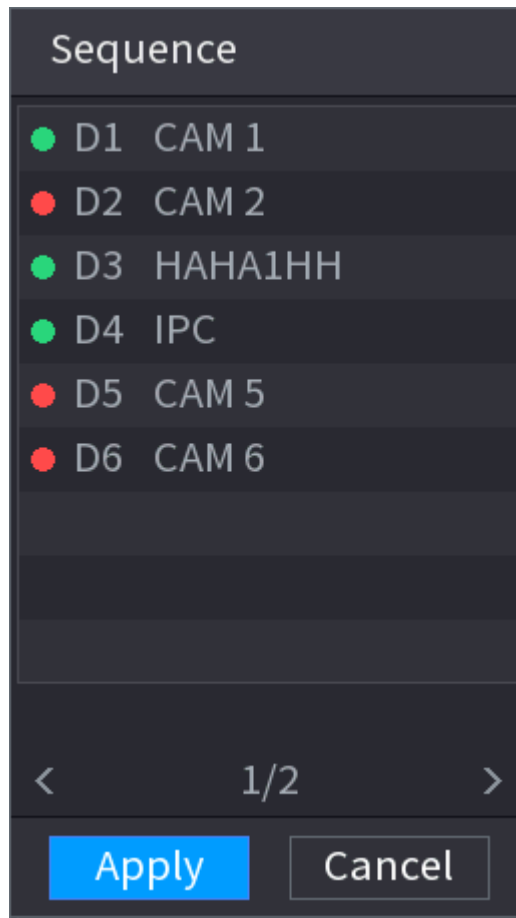 Sequence
D1 CAM 1
D2 CAM 2
D3 HAHA1HH
D4 IPC
D5 CAM 5
D6 CAM 6
< 1/2 >
Apply Cancel